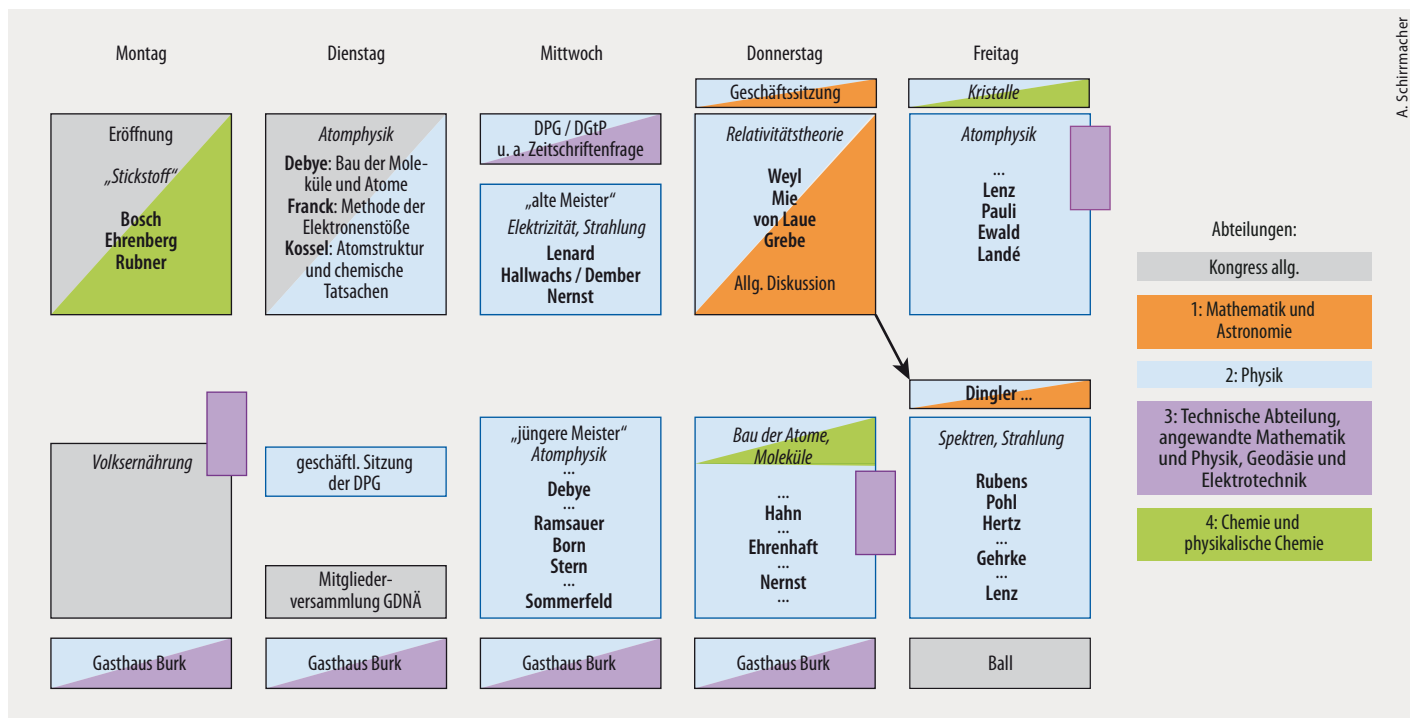 A. Schirrmacher
Montag
Eröffnung
„Stickstoff“
Bosch
Ehrenberg
Rubner
Volksernährung
Gasthaus Burk
Dienstag
Atomphysik
Debye: Bau der Mole-
küle und Atome
Franck: Methode der
Elektronenstöße
Kossel: Atomstruktur
und chemische
Tatsachen
geschäftl. Sitzung
der DPG
Mitglieder-
versammlung GDNÄ
Gasthaus Burk
Mittwoch
DPG / DGtP
u. a. Zeitschriftenfrage
„alte Meister“
Elektrizität, Strahlung
Lenard
Hallwachs / Dember
Nernst
„jüngere Meister“
Atomphysik
...
Debye
...
Ramsauer
Born
Stern
...
Sommerfeld
Gasthaus Burk
Donnerstag
Geschäftssitzung
Relativitätstheorie
Weyl
Mie
von Laue
Grebe
Allg. Diskussion
Bau der Atome,
Moleküle
...
Hahn
...
Ehrenhaft
...
Nernst
...
Gasthaus Burk
Freitag
Kristalle
Atomphysik
...
Lenz
Pauli
Ewald
Landé
Dingler ...
Spektren, Strahlung
Rubens
Pohl
Hertz
...
Gehrke
...
Lenz
Ball
Abteilungen:
Kongress allg.
1: Mathematik und
Astronomie
2: Physik
3: Technische Abteilung,
angewandte Mathematik
und Physik, Geodäsie und
Elektrotechnik
4: Chemie und
physikalische Chemie